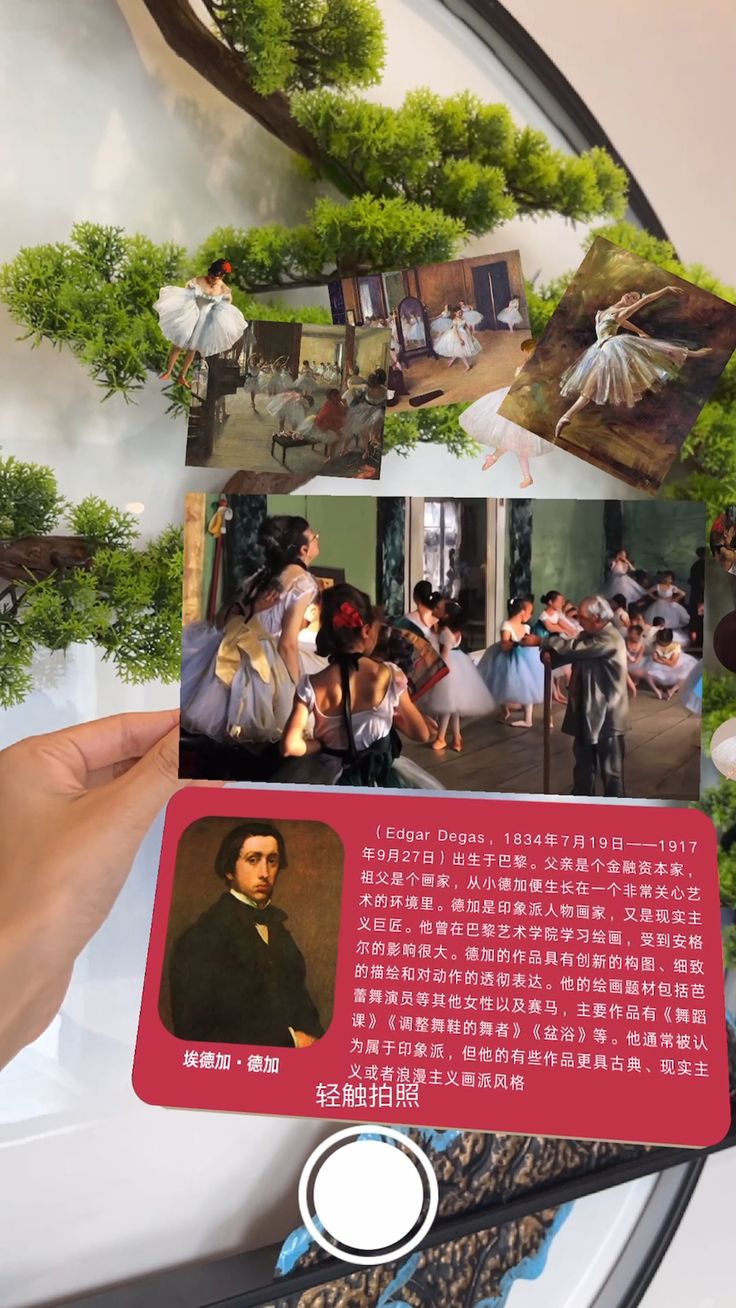 （Edgar Degas，1834年7月19日——1917
年9月27日）出生于巴黎。父亲是个金融资本家，
祖父是个画家，从小德加便生长在一个非常关心艺
术的环境里。德加是印象派人物画家，又是现实主
义巨匠。他曾在巴黎艺术学院学习绘画，受到安格
尔的影响很大。德加的作品具有创新的构图、细致
的描绘和对动作的透彻表达。他的绘画题材包括芭
蕾舞演员等其他女性以及赛马，主要作品有《舞蹈
课》《调整舞鞋的舞者》《盆浴》等。他通常被认
为属于印象派，但他的有些作品更具古典、现实主
义或者浪漫主义画派风格
埃德加·德加
轻触拍照